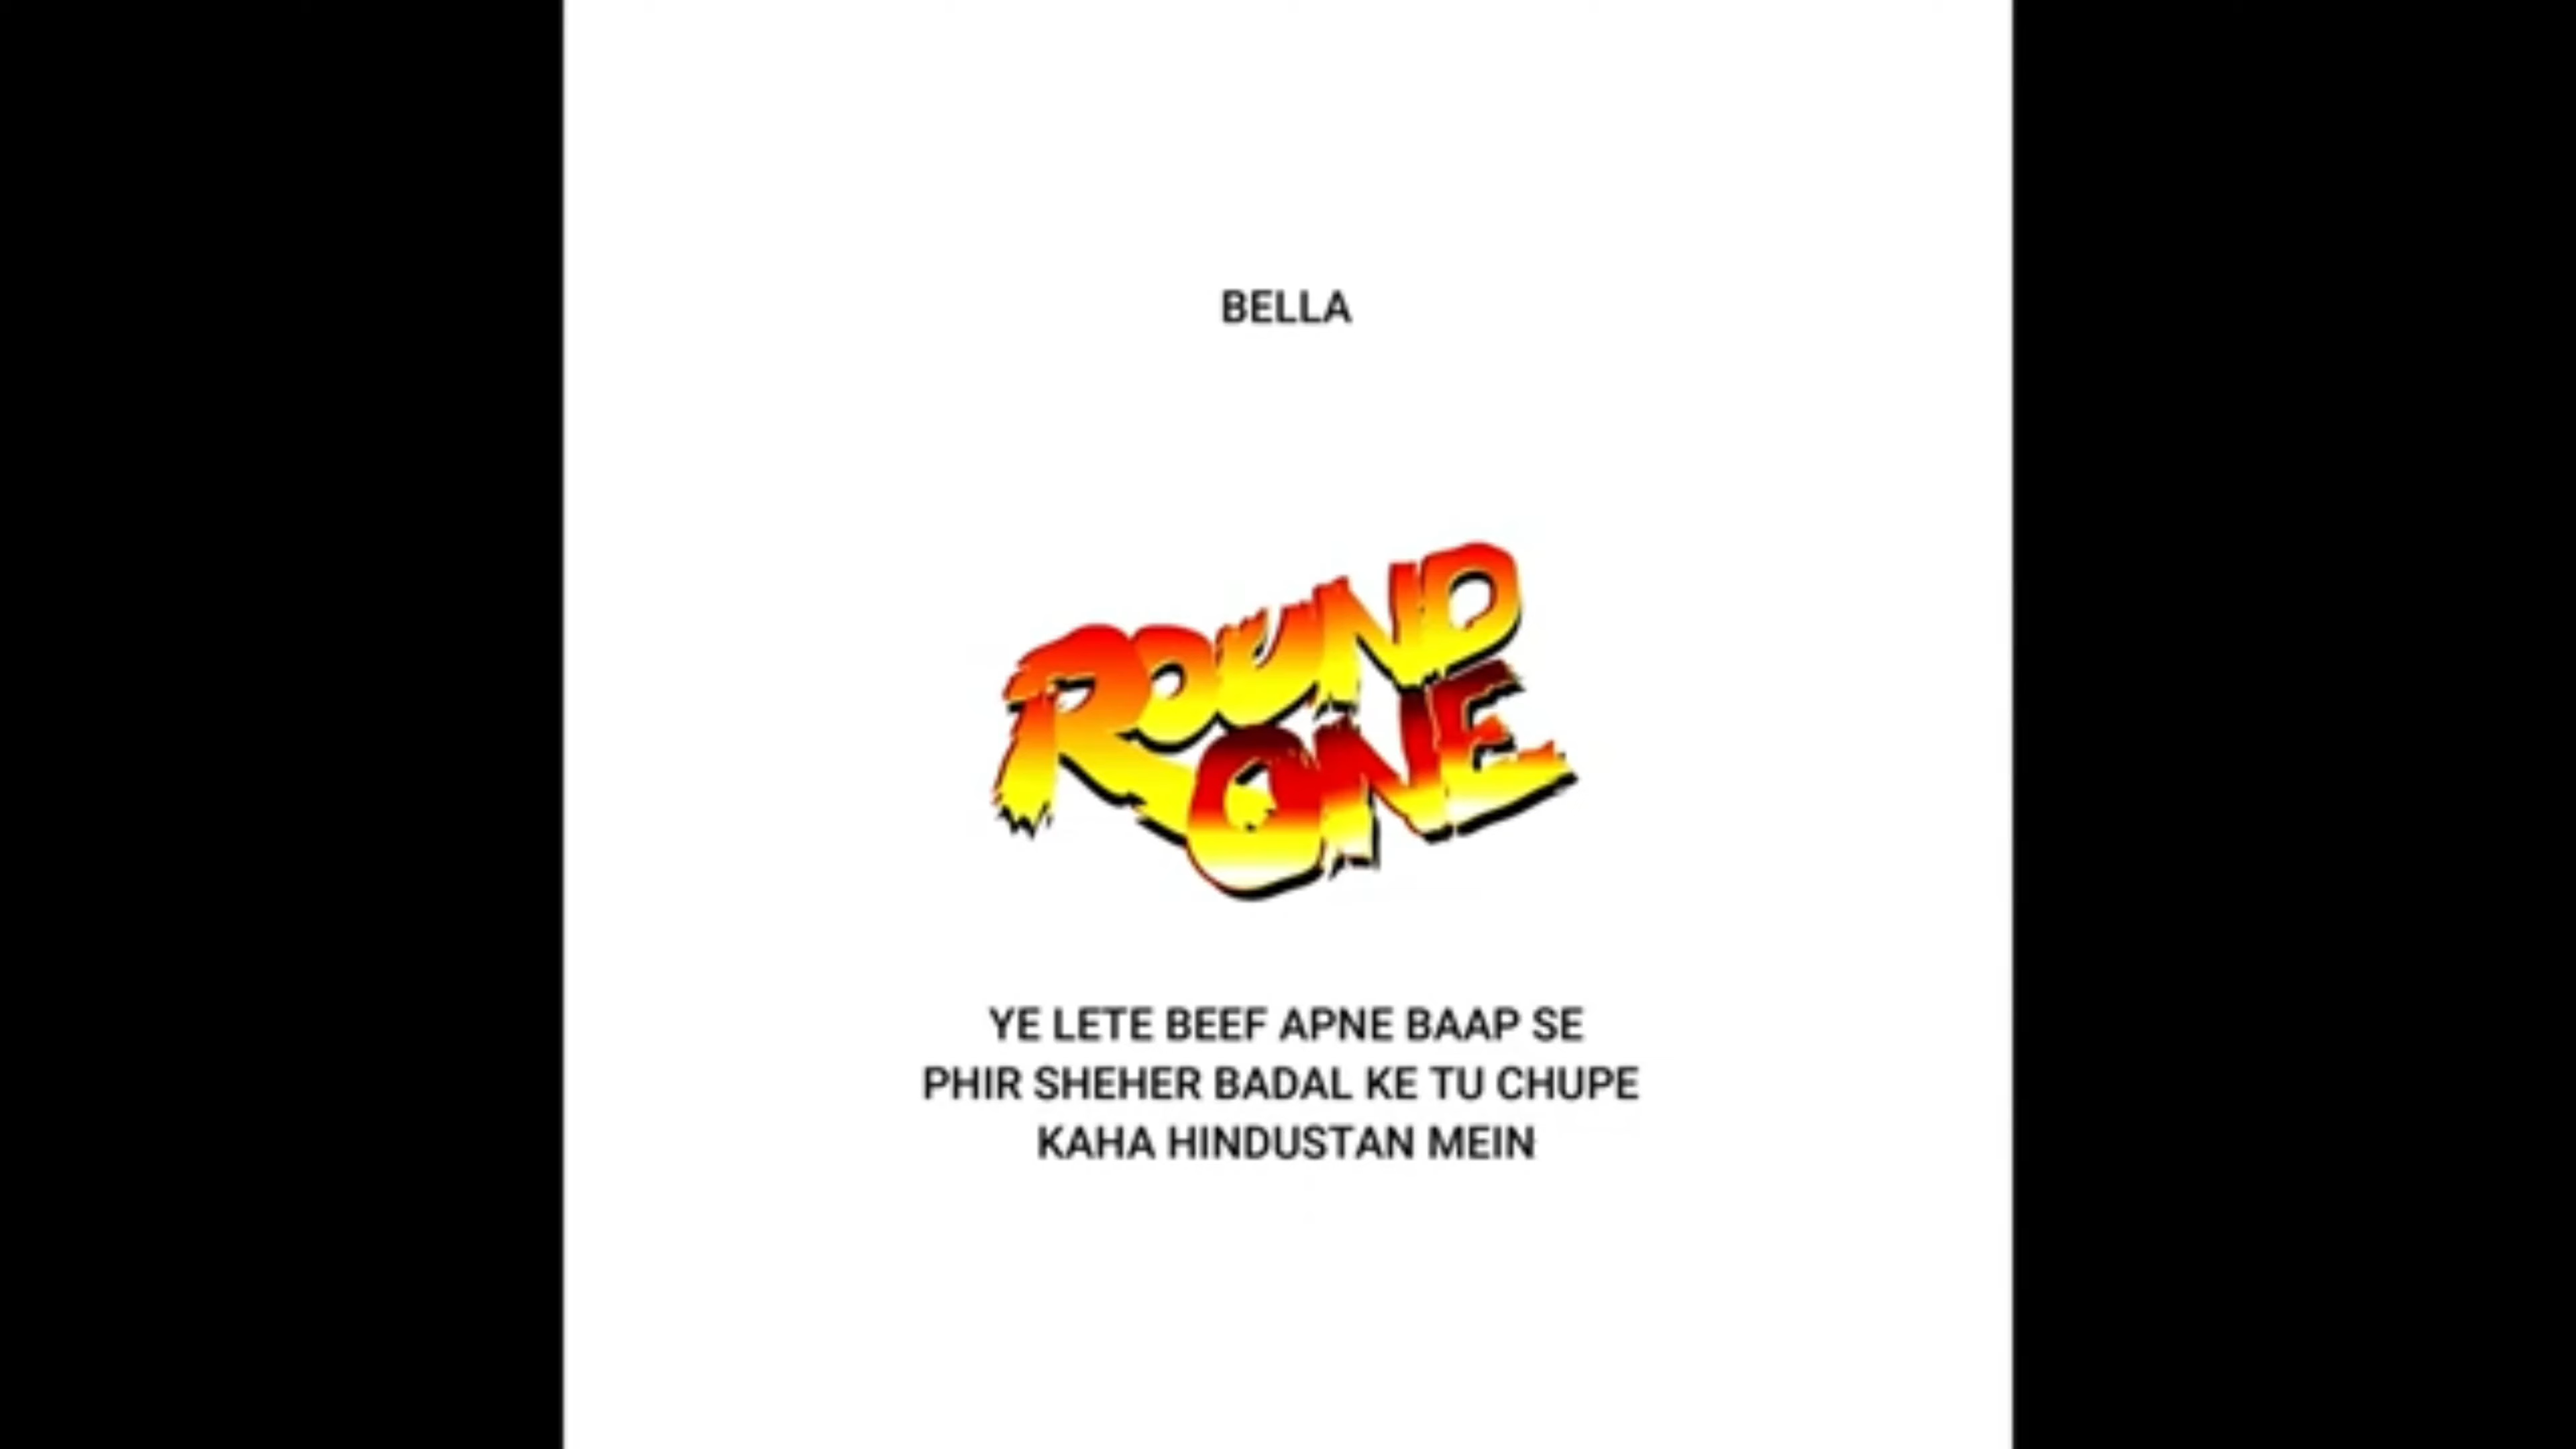 BELLA
ROUND
ONE
YE LETE BEEF APNE BAAP SE
PHIR SHEHER BADAL KE TU CHUPE
KAHA HINDUSTAN MEIN